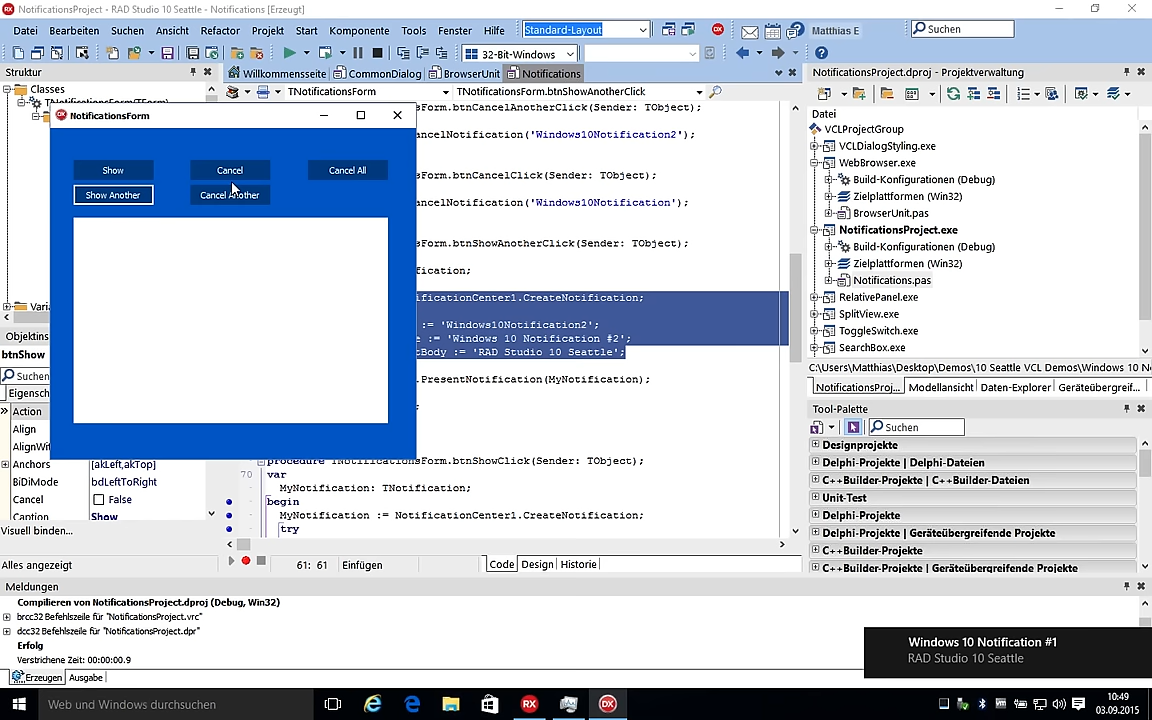 NotificationsProject - RAD Studio 10 Seattle - Notifications [Erzeugt]
Datei Bearbeiten Suchen Ansicht Refactor Projekt Start Komponente Tools Fenster Hilfe
Standard-Layout
Matthias E
Suchen
32-Bit-Windows
Struktur
Classes
TNotificationsForm(TForm)
Willkommensseite CommonDialog BrowserUnit Notifications
TNotificationsForm
TNotificationsForm.btnShowAnotherClick
NotificationsForm
Show
Cancel
Cancel All
Show Another
Cancel Another
sForm.btnCancelAnotherClick(Sender: TObject);
ancelNotification('Windows10Notification2');
sForm.btnCancelClick(Sender: TObject);
ancelNotification('Windows10Notification');
sForm.btnShowAnotherClick(Sender: TObject);
ication;
ificationCenter1.CreateNotification;
:= 'Windows10Notification2';
e := 'Windows 10 Notification #2';
tBody := 'RAD Studio 10 Seattle';
.PresentNotification(MyNotification);
;
procedure TNotificationsForm.btnShowClick(Sender: TObject);
70 var
MyNotification: TNotification;
begin
MyNotification := NotificationCenter1.CreateNotification;
try
Varia
Objektins
btnShow
Suchen
Eigensch
Action
Align
AlignWit
Anchors [akLeft,akTop]
BiDiMode bdLeftToRight
Cancel False
Caption Show
Visuell binden...
Alles angezeigt
61: 61 Einfügen
Code Design Historie
NotificationsProject.dproj - Projektverwaltung
Datei
VCLProjectGroup
VCLDialogStyling.exe
WebBrowser.exe
Build-Konfigurationen (Debug)
Zielplattformen (Win32)
BrowserUnit.pas
NotificationsProject.exe
Build-Konfigurationen (Debug)
Zielplattformen (Win32)
Notifications.pas
RelativePanel.exe
SplitView.exe
ToggleSwitch.exe
SearchBox.exe
C:\Users\Matthias\Desktop\Demos\10 Seattle VCL Demos\Windows 10 N
NotificationsProj... Modellansicht Daten-Explorer Geräteübergreif...
Tool-Palette
Suchen
Designprojekte
Delphi-Projekte | Delphi-Dateien
C++Builder-Projekte | C++Builder-Dateien
Unit-Test
Delphi-Projekte
Delphi-Projekte | Geräteübergreifende Projekte
C++Builder-Projekte
C++Builder-Projekte | Geräteübergreifende Projekte
Meldungen
Compilieren von NotificationsProject.dproj (Debug, Win32)
brcc32 Befehlszeile für "NotificationsProject.vrc"
dcc32 Befehlszeile für "NotificationsProject.dpr"
Erfolg
Verstrichene Zeit: 00:00:00.9
Erzeugen Ausgabe
Windows 10 Notification #1
RAD Studio 10 Seattle
Web und Windows durchsuchen
10:49
03.09.2015